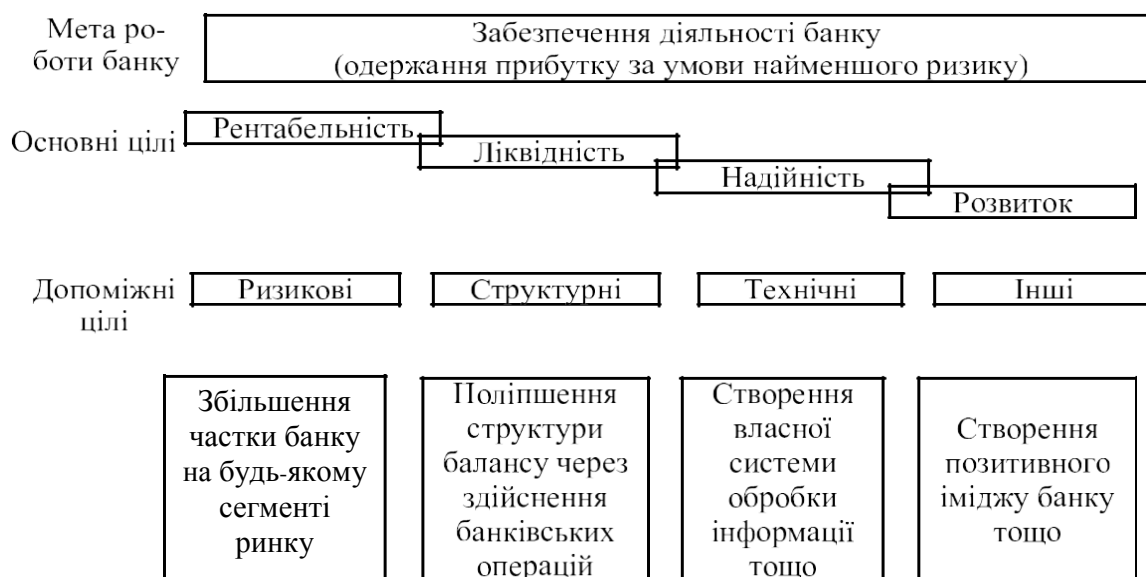 Мета ро-
боти банку
Забезпечення діяльності банку
(одержання прибутку за умови найменшого ризику)
Основні цілі
Рентабельність
Ліквідність
Надійність
Розвиток
Допоміжні
цілі
Ризикові
Структурні
Технічні
Інші
Збільшення
частки банку
на будь-якому
сегменті
ринку
Поліпшення
структури
балансу через
здійснення
банківських
операцій
Створення
власної
системи
обробки
інформації
тощо
Створення
позитивного
іміджу банку
тощо